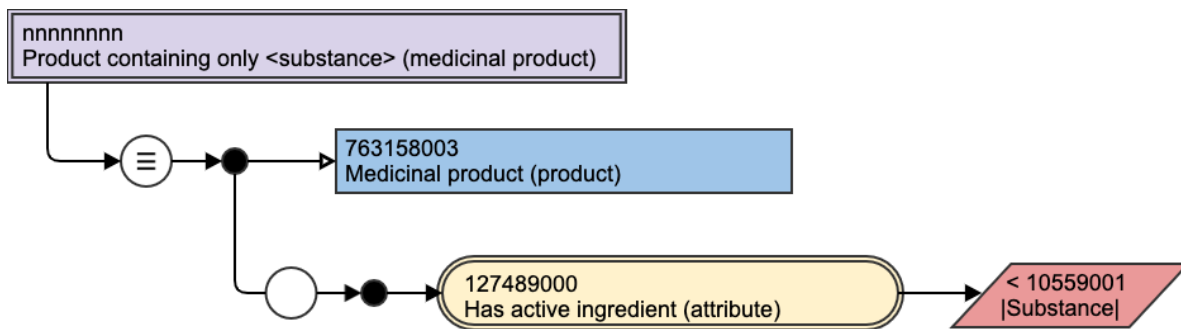 nnnnnnnn
Product containing only <substance> (medicinal product)
≡
763158003
Medicinal product (product)
127489000
Has active ingredient (attribute)
< 10559001
|Substance|